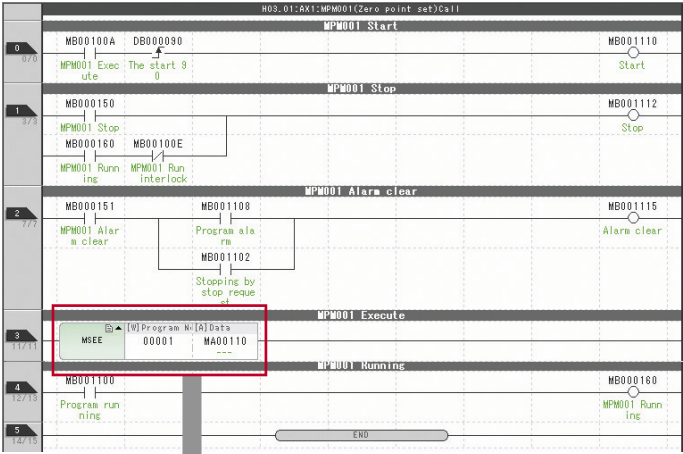 H03.01:AX1:MPM001(Zero point set)Call
MPM001 Start
0
0/0
MB00100A DB000090 MB001110
MPM001 Exec The start 9 Start
ute 0
MPM001 Stop
1
3/3
MB000150 MB001112
MPM001 Stop Stop
MB000160 MB00100E
MPM001 Runn MPM001 Run
ing interlock
MPM001 Alarm clear
2
7/7
MB000151 MB001108 MB001115
MPM001 Alar Program ala Alarm clear
m clear rm
MB001102
Stopping by
stop reque
st
MPM001 Execute
3
11/11
[W]Program No [A]Data
MSEE 00001 MA00110
---
MPM001 Running
4
12/13
MB001100 MB000160
Program run MPM001 Runn
ning ing
5
14/15
END